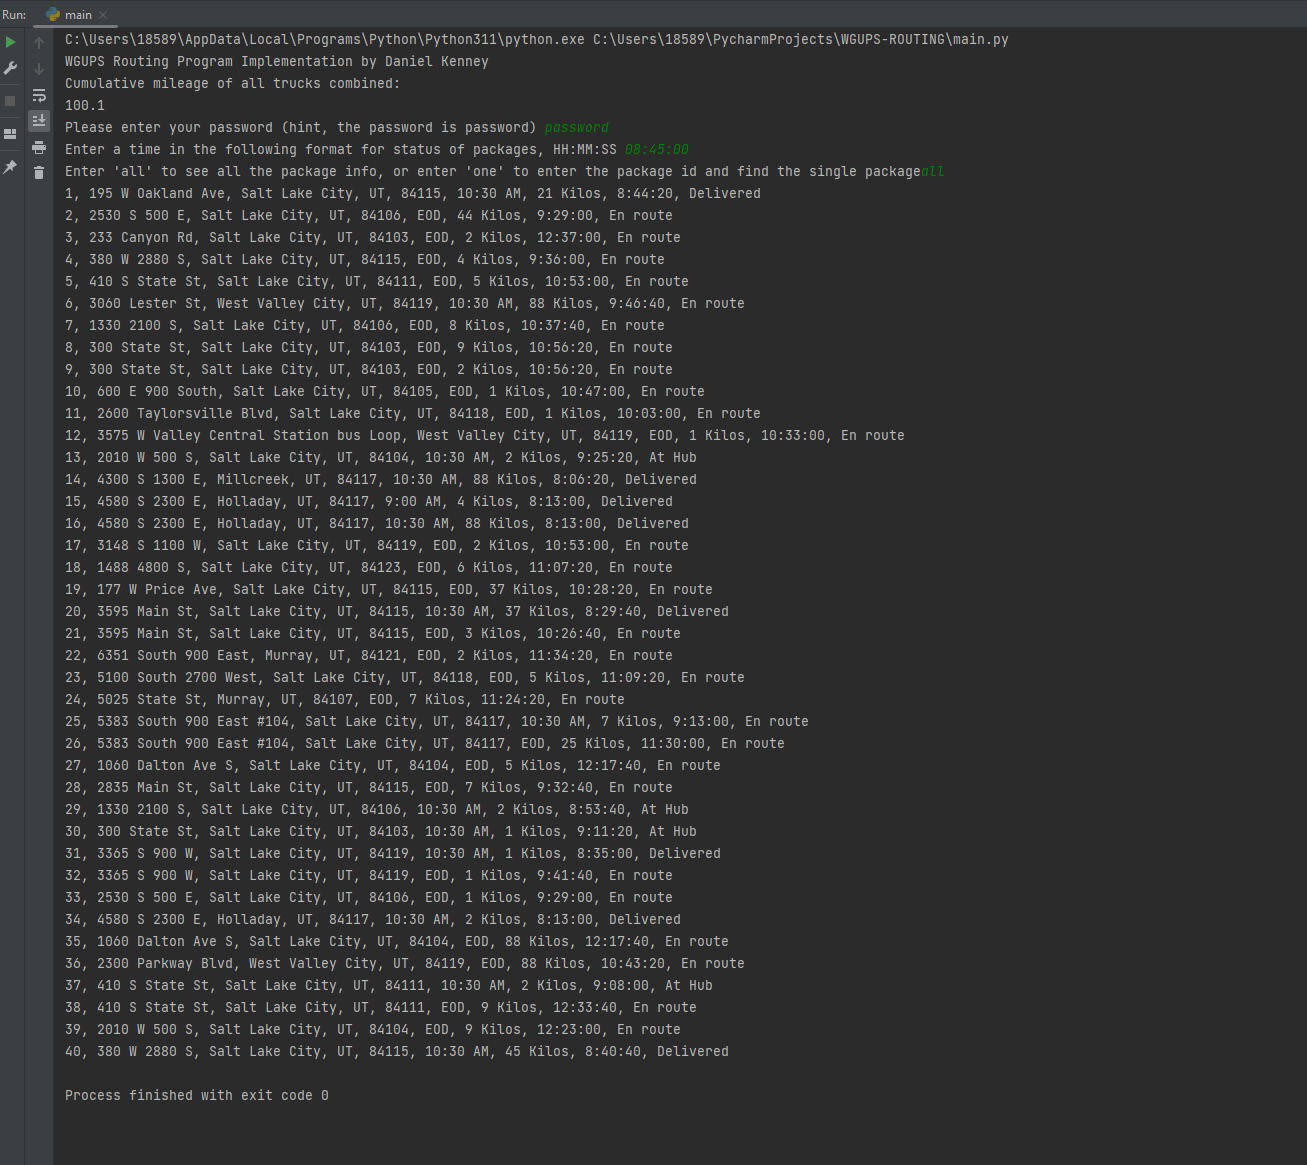 Run: main
C:\Users\18589\AppData\Local\Programs\Python\Python311\python.exe C:\Users\18589\PycharmProjects\WGUPS-ROUTING\main.py
WGUPS Routing Program Implementation by Daniel Kenney
Cumulative mileage of all trucks combined:
100.1
Please enter your password (hint, the password is password) password
Enter a time in the following format for status of packages, HH:MM:SS 08:45:00
Enter 'all' to see all the package info, or enter 'one' to enter the package id and find the single packageall
1, 195 W Oakland Ave, Salt Lake City, UT, 84115, 10:30 AM, 21 Kilos, 8:44:20, Delivered
2, 2530 S 500 E, Salt Lake City, UT, 84106, EOD, 44 Kilos, 9:29:00, En route
3, 233 Canyon Rd, Salt Lake City, UT, 84103, EOD, 2 Kilos, 12:37:00, En route
4, 380 W 2880 S, Salt Lake City, UT, 84115, EOD, 4 Kilos, 9:36:00, En route
5, 410 S State St, Salt Lake City, UT, 84111, EOD, 5 Kilos, 10:53:00, En route
6, 3060 Lester St, West Valley City, UT, 84119, 10:30 AM, 88 Kilos, 9:46:40, En route
7, 1330 2100 S, Salt Lake City, UT, 84106, EOD, 8 Kilos, 10:37:40, En route
8, 300 State St, Salt Lake City, UT, 84103, EOD, 9 Kilos, 10:56:20, En route
9, 300 State St, Salt Lake City, UT, 84103, EOD, 2 Kilos, 10:56:20, En route
10, 600 E 900 South, Salt Lake City, UT, 84105, EOD, 1 Kilos, 10:47:00, En route
11, 2600 Taylorsville Blvd, Salt Lake City, UT, 84118, EOD, 1 Kilos, 10:03:00, En route
12, 3575 W Valley Central Station bus Loop, West Valley City, UT, 84119, EOD, 1 Kilos, 10:33:00, En route
13, 2010 W 500 S, Salt Lake City, UT, 84104, 10:30 AM, 2 Kilos, 9:25:20, At Hub
14, 4300 S 1300 E, Millcreek, UT, 84117, 10:30 AM, 88 Kilos, 8:06:20, Delivered
15, 4580 S 2300 E, Holladay, UT, 84117, 9:00 AM, 4 Kilos, 8:13:00, Delivered
16, 4580 S 2300 E, Holladay, UT, 84117, 10:30 AM, 88 Kilos, 8:13:00, Delivered
17, 3148 S 1100 W, Salt Lake City, UT, 84119, EOD, 2 Kilos, 10:53:00, En route
18, 1488 4800 S, Salt Lake City, UT, 84123, EOD, 6 Kilos, 11:07:20, En route
19, 177 W Price Ave, Salt Lake City, UT, 84115, EOD, 37 Kilos, 10:28:20, En route
20, 3595 Main St, Salt Lake City, UT, 84115, 10:30 AM, 37 Kilos, 8:29:40, Delivered
21, 3595 Main St, Salt Lake City, UT, 84115, EOD, 3 Kilos, 10:26:40, En route
22, 6351 South 900 East, Murray, UT, 84121, EOD, 2 Kilos, 11:34:20, En route
23, 5100 South 2700 West, Salt Lake City, UT, 84118, EOD, 5 Kilos, 11:09:20, En route
24, 5025 State St, Murray, UT, 84107, EOD, 7 Kilos, 11:24:20, En route
25, 5383 South 900 East #104, Salt Lake City, UT, 84117, 10:30 AM, 7 Kilos, 9:13:00, En route
26, 5383 South 900 East #104, Salt Lake City, UT, 84117, EOD, 25 Kilos, 11:30:00, En route
27, 1060 Dalton Ave S, Salt Lake City, UT, 84104, EOD, 5 Kilos, 12:17:40, En route
28, 2835 Main St, Salt Lake City, UT, 84115, EOD, 7 Kilos, 9:32:40, En route
29, 1330 2100 S, Salt Lake City, UT, 84106, 10:30 AM, 2 Kilos, 8:53:40, At Hub
30, 300 State St, Salt Lake City, UT, 84103, 10:30 AM, 1 Kilos, 9:11:20, At Hub
31, 3365 S 900 W, Salt Lake City, UT, 84119, 10:30 AM, 1 Kilos, 8:35:00, Delivered
32, 3365 S 900 W, Salt Lake City, UT, 84119, EOD, 1 Kilos, 9:41:40, En route
33, 2530 S 500 E, Salt Lake City, UT, 84106, EOD, 1 Kilos, 9:29:00, En route
34, 4580 S 2300 E, Holladay, UT, 84117, 10:30 AM, 2 Kilos, 8:13:00, Delivered
35, 1060 Dalton Ave S, Salt Lake City, UT, 84104, EOD, 88 Kilos, 12:17:40, En route
36, 2300 Parkway Blvd, West Valley City, UT, 84119, EOD, 88 Kilos, 10:43:20, En route
37, 410 S State St, Salt Lake City, UT, 84111, 10:30 AM, 2 Kilos, 9:08:00, At Hub
38, 410 S State St, Salt Lake City, UT, 84111, EOD, 9 Kilos, 12:33:40, En route
39, 2010 W 500 S, Salt Lake City, UT, 84104, EOD, 9 Kilos, 12:23:00, En route
40, 380 W 2880 S, Salt Lake City, UT, 84115, 10:30 AM, 45 Kilos, 8:40:40, Delivered
Process finished with exit code 0